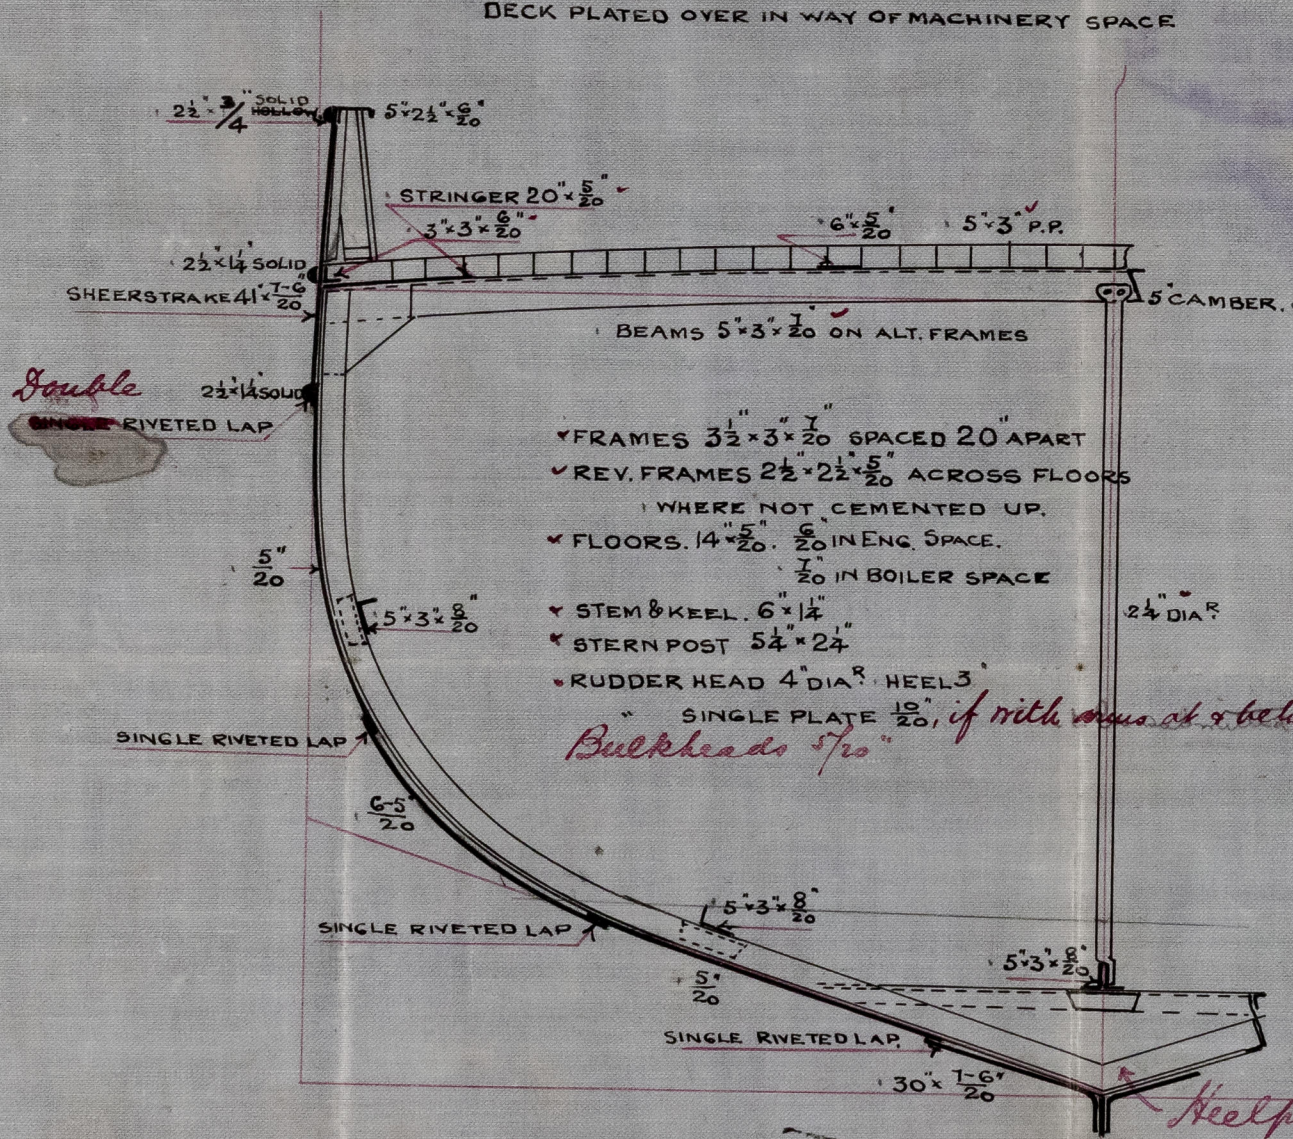 DECK PLATED OVER IN WAY OF MACHINERY SPACE
2½" × 3/4" SOLID HOLLOW
5" × 2½" × 6/20"
STRINGER 20" × 5/20"
3" × 3" × 6/20"
6" × 5/20"
5" × 3" P.P.
2½" × 1¼" SOLID
SHEERSTRAKE 41" × 7-6/20"
5" CAMBER.
BEAMS 5" × 3" × 7/20" ON ALT. FRAMES
Double
2½" × 1¼" SOLID
SINGLE RIVETED LAP
FRAMES 3½" × 3" × 7/20" SPACED 20" APART
REV. FRAMES 2½" × 2½" × 5/20" ACROSS FLOORS
WHERE NOT CEMENTED UP.
FLOORS. 14" × 5/20". 6/20" IN ENG. SPACE.
7/20" IN BOILER SPACE
5/20"
5" × 3" × 8/20"
STEM & KEEL. 6" × 1¼"
2¼" DIAR.
STERN POST 5¼" × 2¼"
RUDDER HEAD 4" DIAR. HEEL 3"
" SINGLE PLATE 10/20", if with arms at &
Bulkheads 5/20"
SINGLE RIVETED LAP
6-5/20"
5" × 3" × 8/20"
SINGLE RIVETED LAP
5" × 3" × 8/20"
5/20"
SINGLE RIVETED LAP.
30" × 7-6/20"